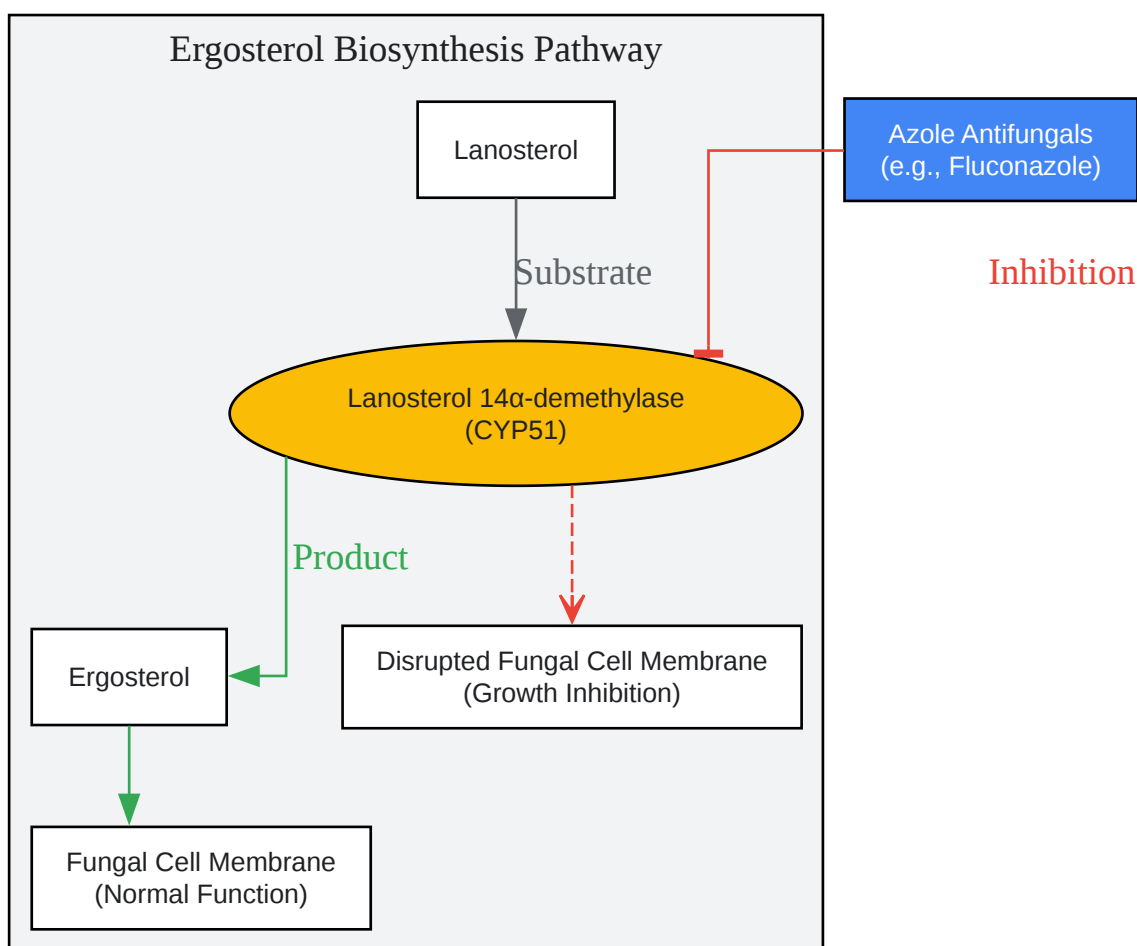 Ergosterol Biosynthesis Pathway
Lanosterol
Azole Antifungals
(e.g., Fluconazole)
Substrate
Inhibition
Lanosterol 14α-demethylase
(CYP51)
Product
Ergosterol
Disrupted Fungal Cell Membrane
(Growth Inhibition)
Fungal Cell Membrane
(Normal Function)